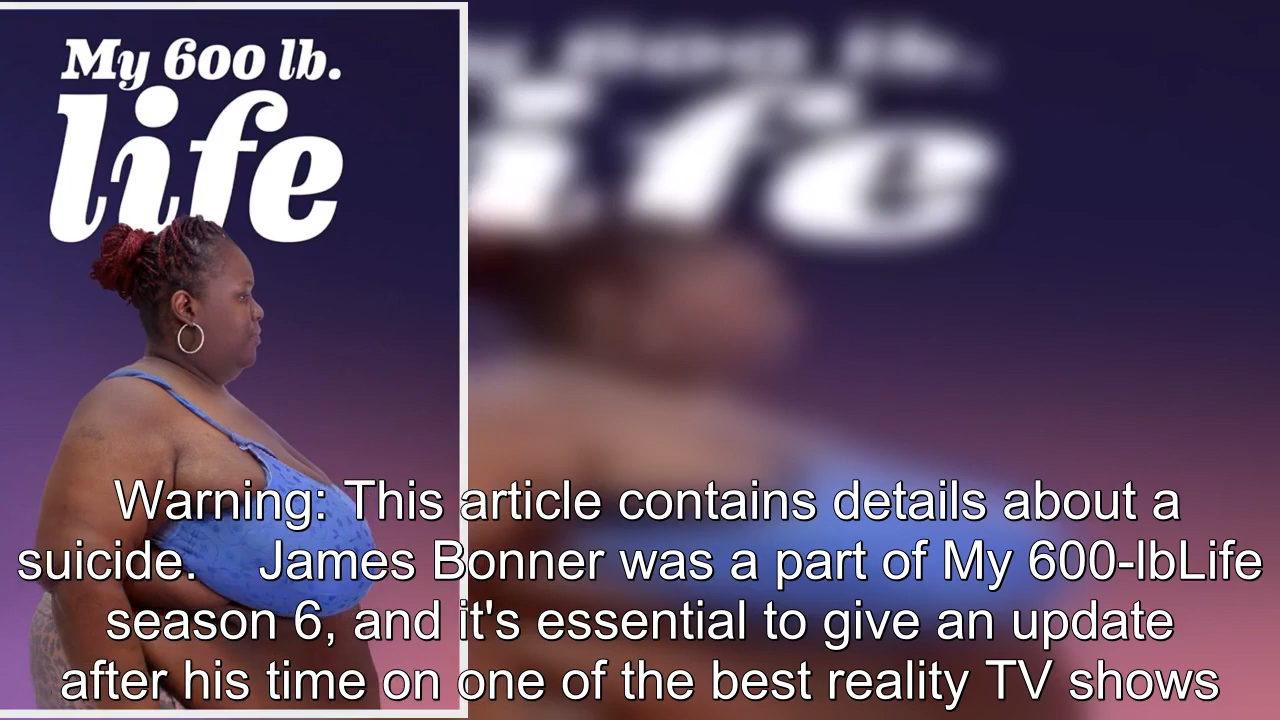 My 600 lb.
life
Warning: This article contains details about a
suicide.    James Bonner was a part of My 600-lbLife
season 6, and it's essential to give an update
after his time on one of the best reality TV shows